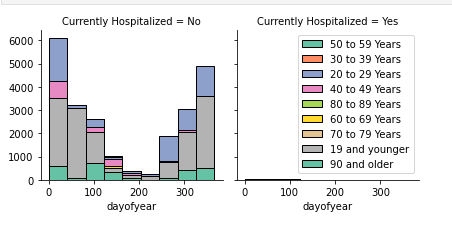 Currently Hospitalized = No
Currently Hospitalized = Yes
6000
5000
4000
3000
2000
1000
0
0 100 200 300
dayofyear
50 to 59 Years
30 to 39 Years
20 to 29 Years
40 to 49 Years
80 to 89 Years
60 to 69 Years
70 to 79 Years
19 and younger
90 and older
0 100 200 300
dayofyear